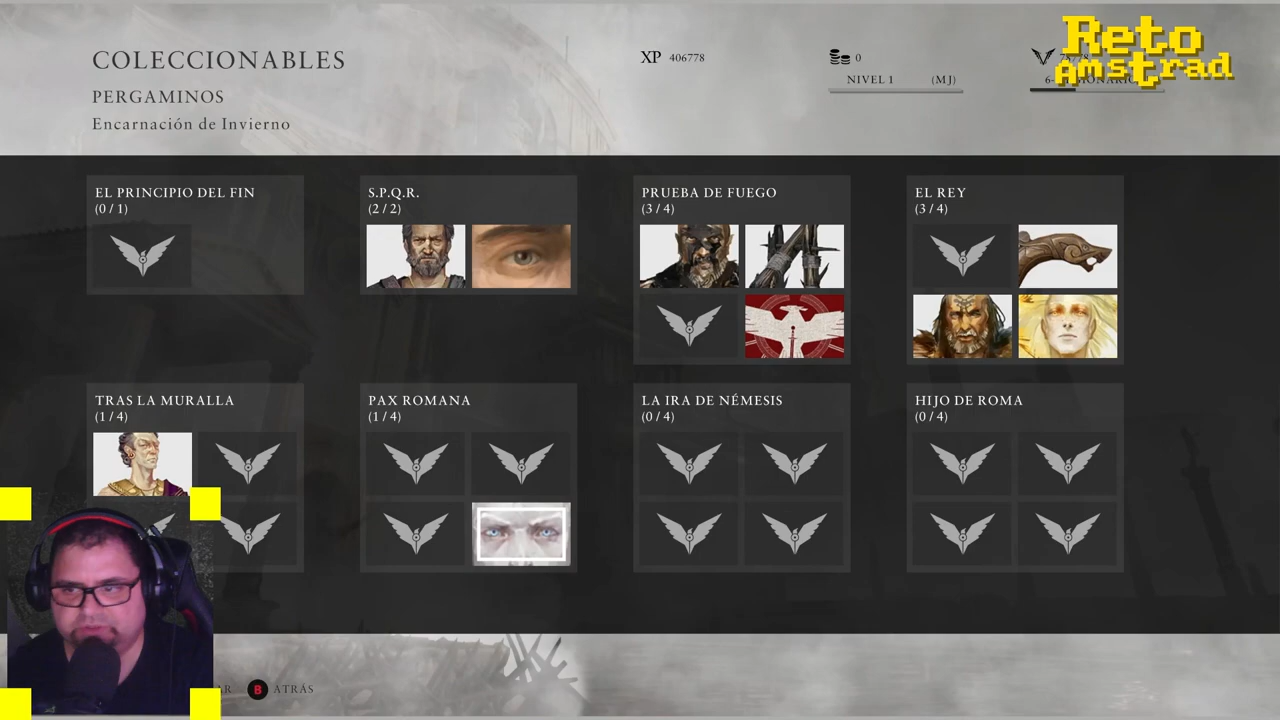 COLECCIONABLES
PERGAMINOS
Encarnación de Invierno
XP 406778
0
NIVEL 1 (MJ)
Reto
Amstrad
EL PRINCIPIO DEL FIN
(0 / 1)
S.P.Q.R.
(2 / 2)
PRUEBA DE FUEGO
(3 / 4)
EL REY
(3 / 4)
TRAS LA MURALLA
(1 / 4)
PAX ROMANA
(1 / 4)
LA IRA DE NÉMESIS
(0 / 4)
HIJO DE ROMA
(0 / 4)
B ATRÁS